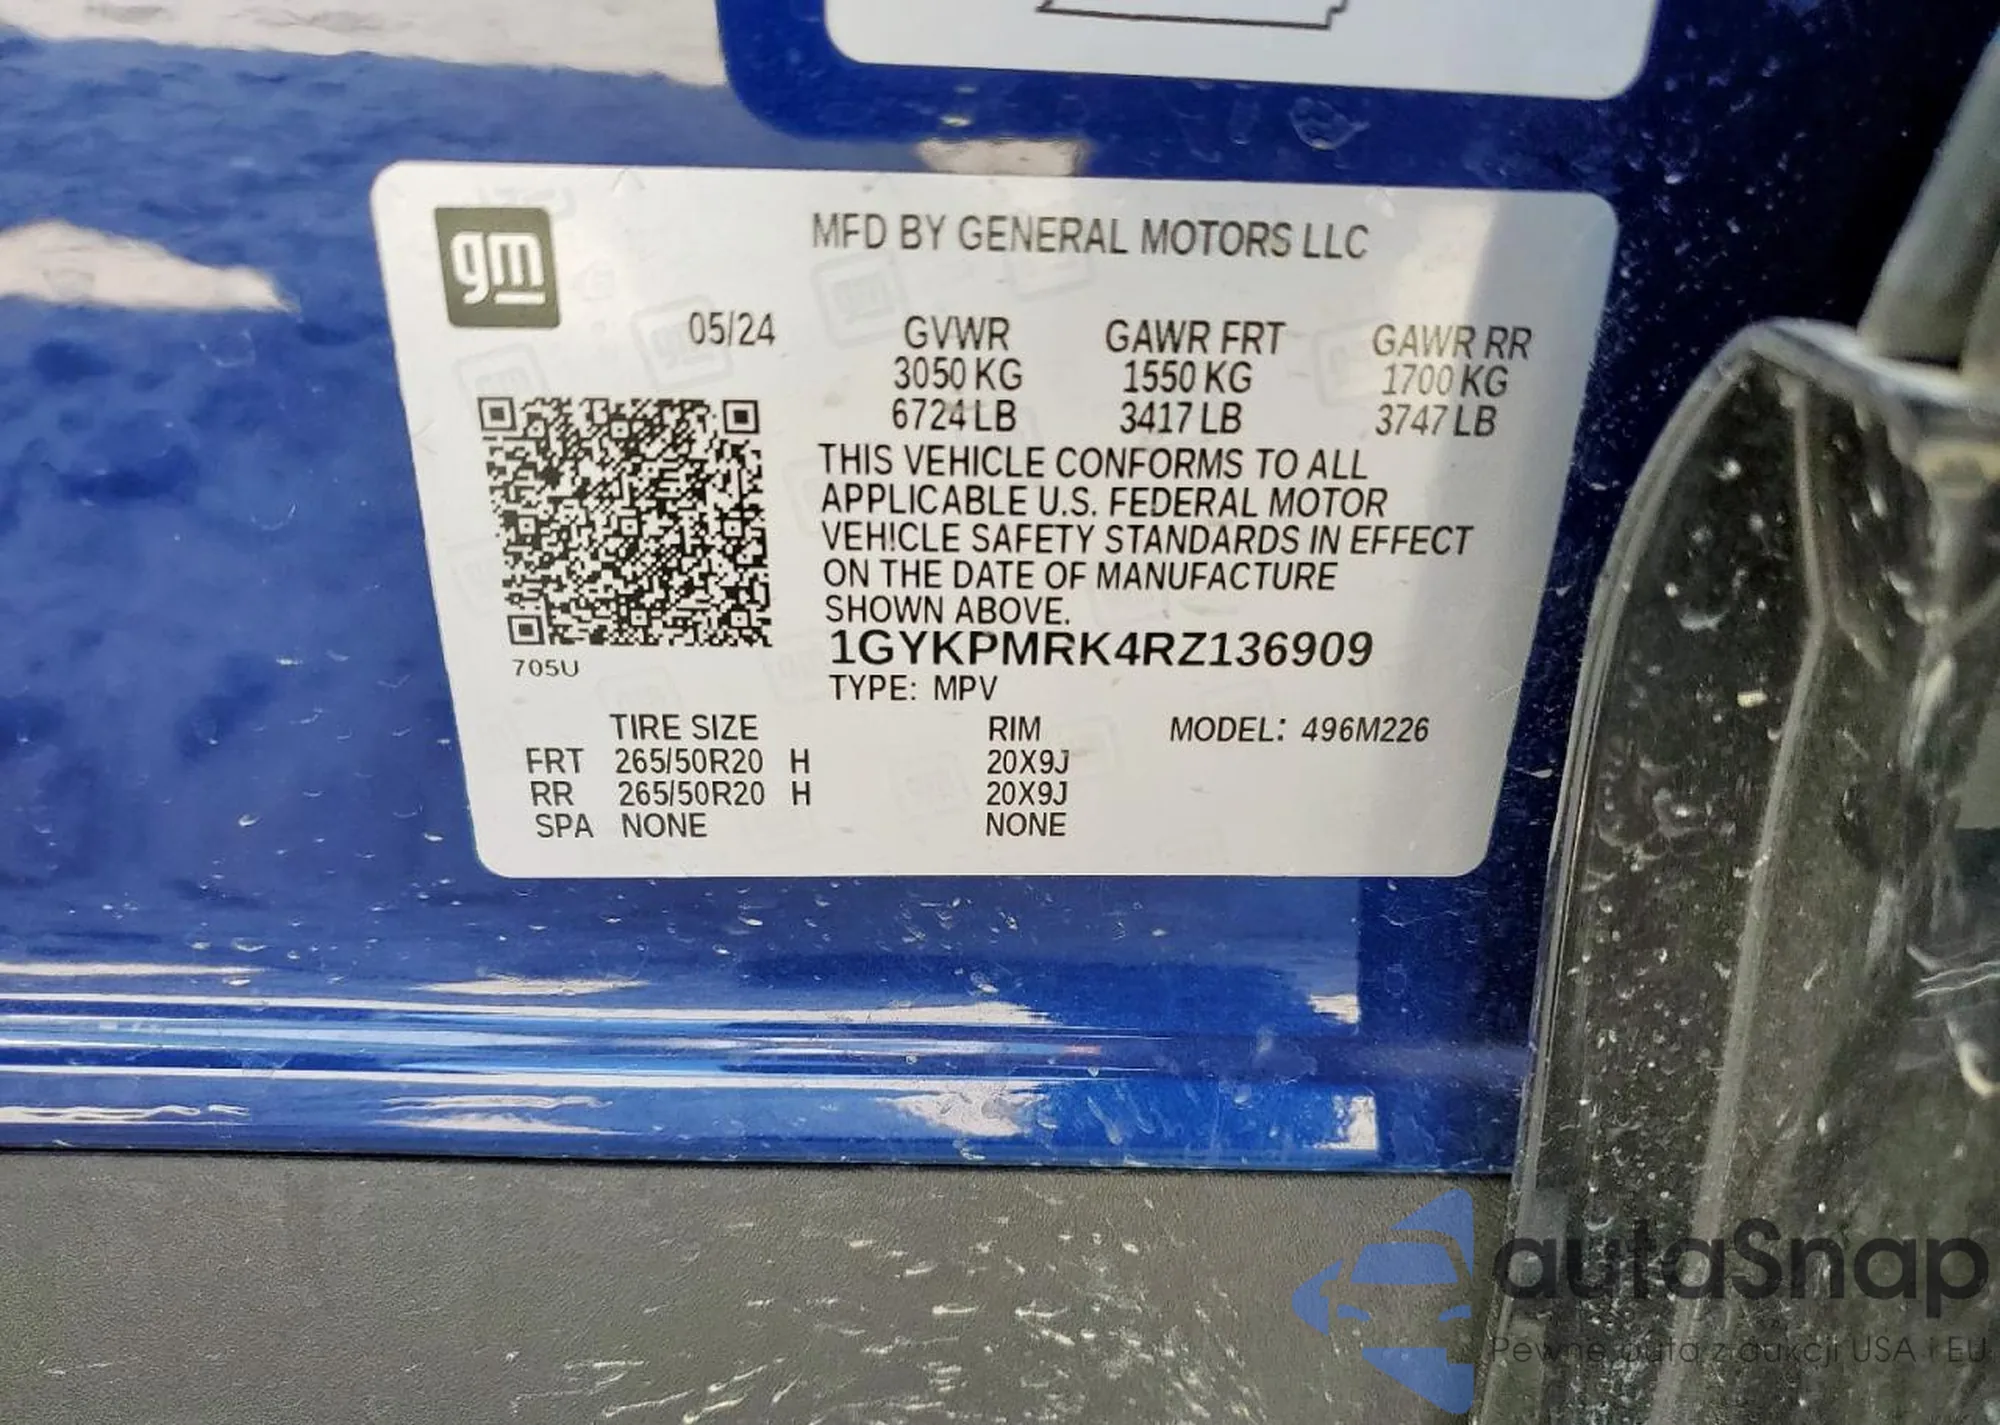 gm
MFD BY GENERAL MOTORS LLC
05/24 GVWR GAWR FRT GAWR RR
3050 KG 1550 KG 1700 KG
6724 LB 3417 LB 3747 LB
THIS VEHICLE CONFORMS TO ALL
APPLICABLE U.S. FEDERAL MOTOR
VEHICLE SAFETY STANDARDS IN EFFECT
ON THE DATE OF MANUFACTURE
SHOWN ABOVE.
1GYKPMRK4RZ136909
705U
TYPE: MPV
TIRE SIZE RIM MODEL: 496M226
FRT 265/50R20 H 20X9J
RR 265/50R20 H 20X9J
SPA NONE NONE
autaSnap
Pewne auta z aukcji USA i EU